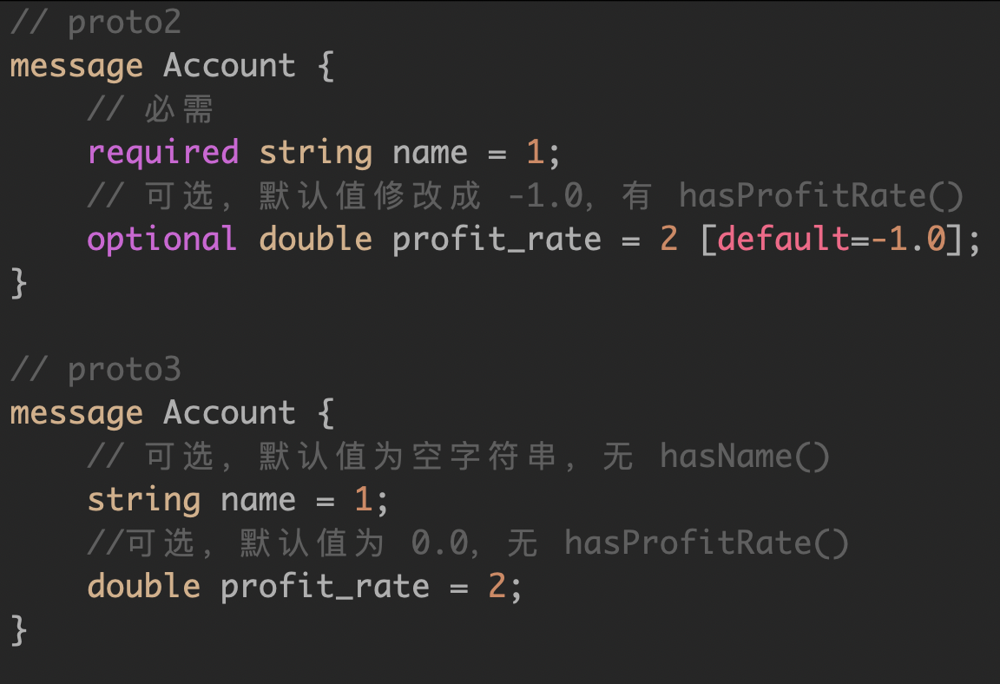 // proto2
message Account {
    // 必需
    required string name = 1;
    // 可选，默认值修改成 -1.0，有 hasProfitRate()
    optional double profit_rate = 2 [default=-1.0];
}

// proto3
message Account {
    // 可选，默认值为空字符串，无 hasName()
    string name = 1;
    //可选，默认值为 0.0，无 hasProfitRate()
    double profit_rate = 2;
}